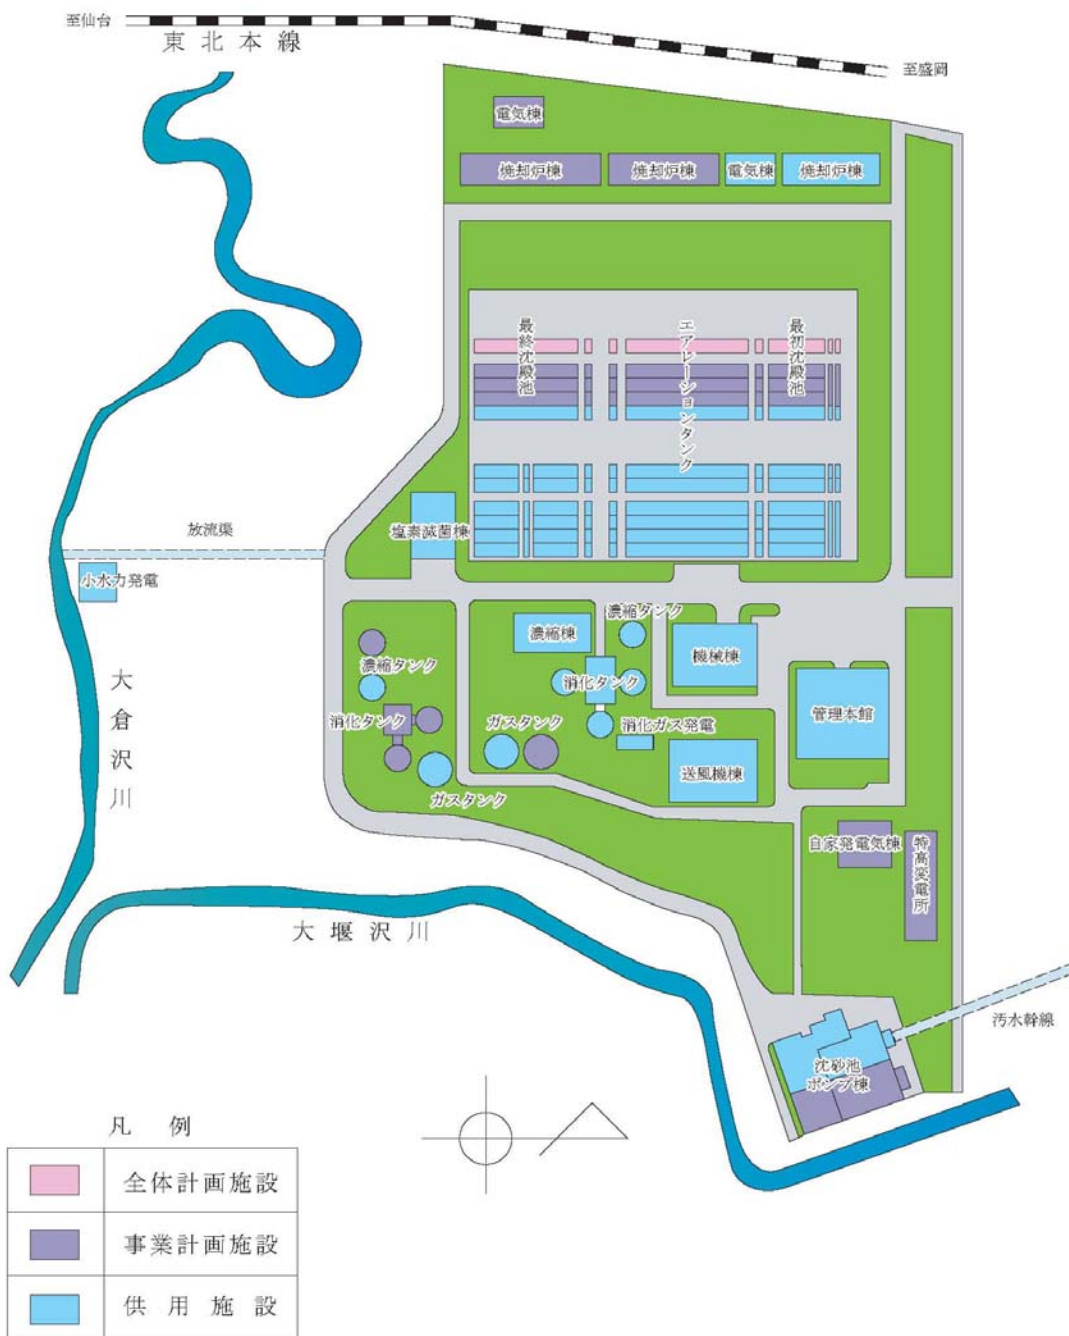 至仙台
東北本線
至盛岡
電気棟
焼却炉棟
焼却炉棟
電気棟
焼却炉棟
最終沈殿池
エアレーションタンク
最初沈殿池
塩素滅菌棟
放流渠
小水力発電
濃縮タンク
濃縮棟
機械棟
濃縮タンク
消化タンク
消化タンク
ガスタンク
消化ガス発電
管理本館
送風機棟
ガスタンク
大倉沢川
自家発電気棟
特高変電所
大堰沢川
汚水幹線
沈砂池
ポンプ棟
凡例
全体計画施設
事業計画施設
供用施設